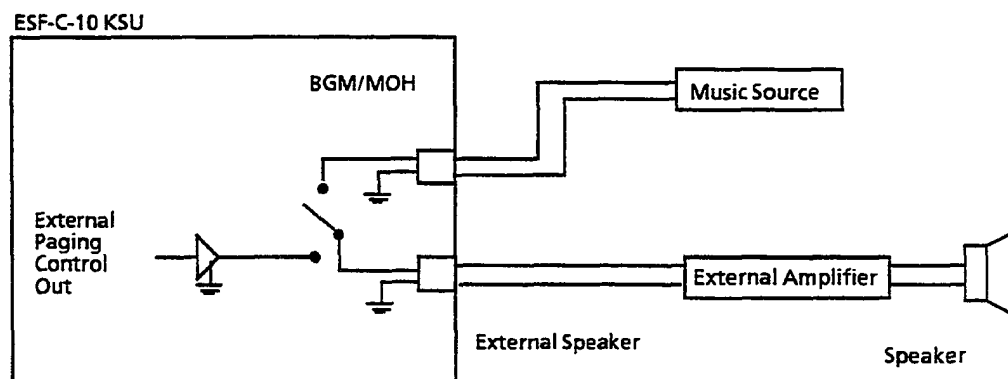 ESF-C-10 KSU
BGM/MOH
Music Source
External
Paging
Control
Out
External Amplifier
External Speaker
Speaker